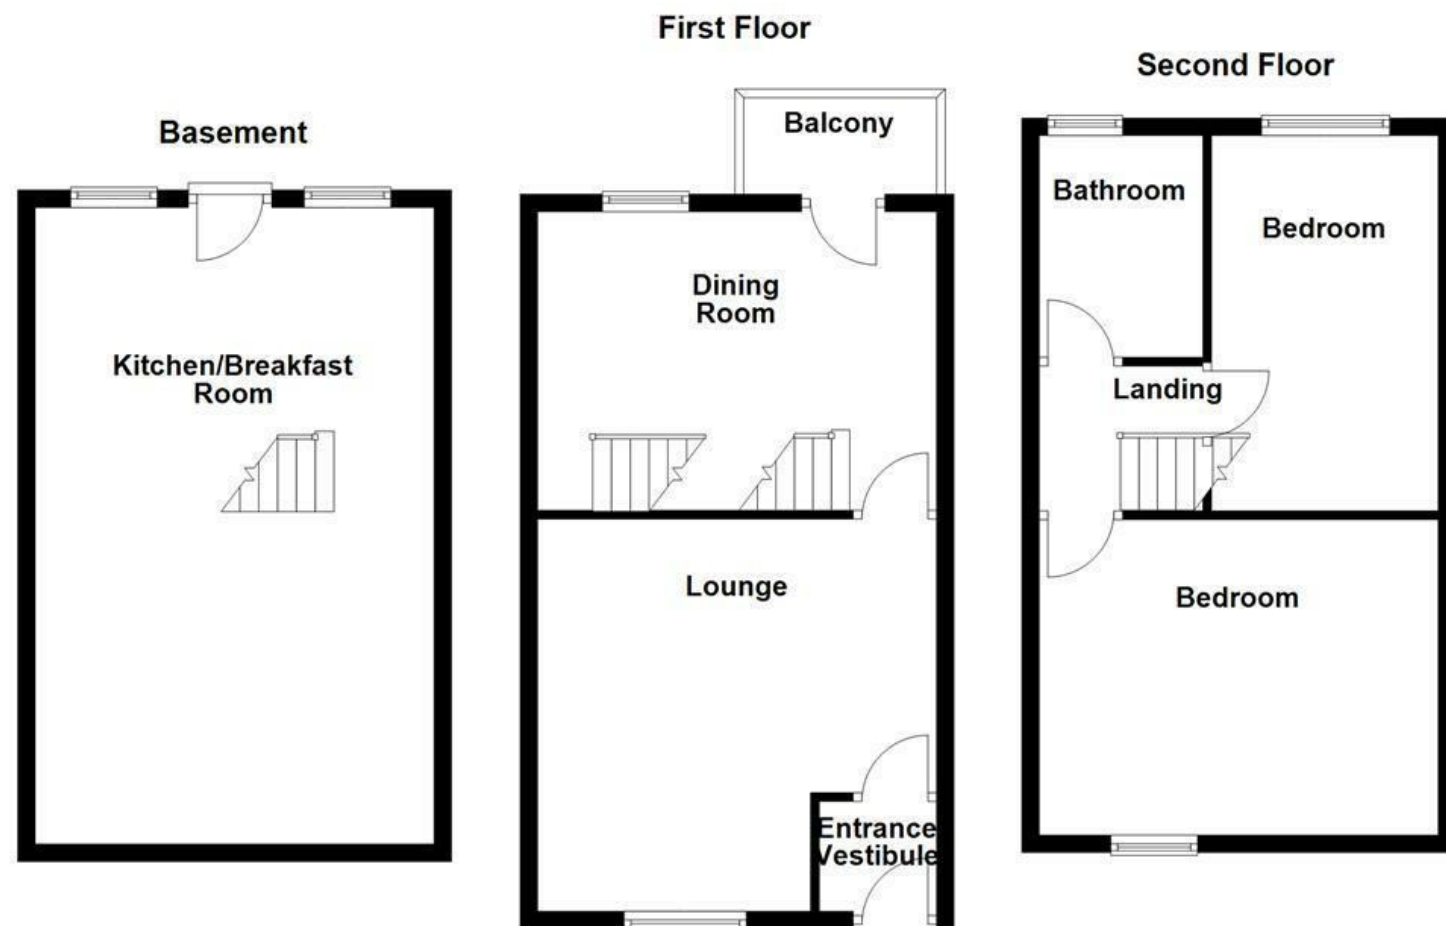 First Floor
Second Floor
Basement
Balcony
Bathroom
Bedroom
Dining
Room
Kitchen/Breakfast
Room
Landing
Lounge
Bedroom
Entrance
Vestibule